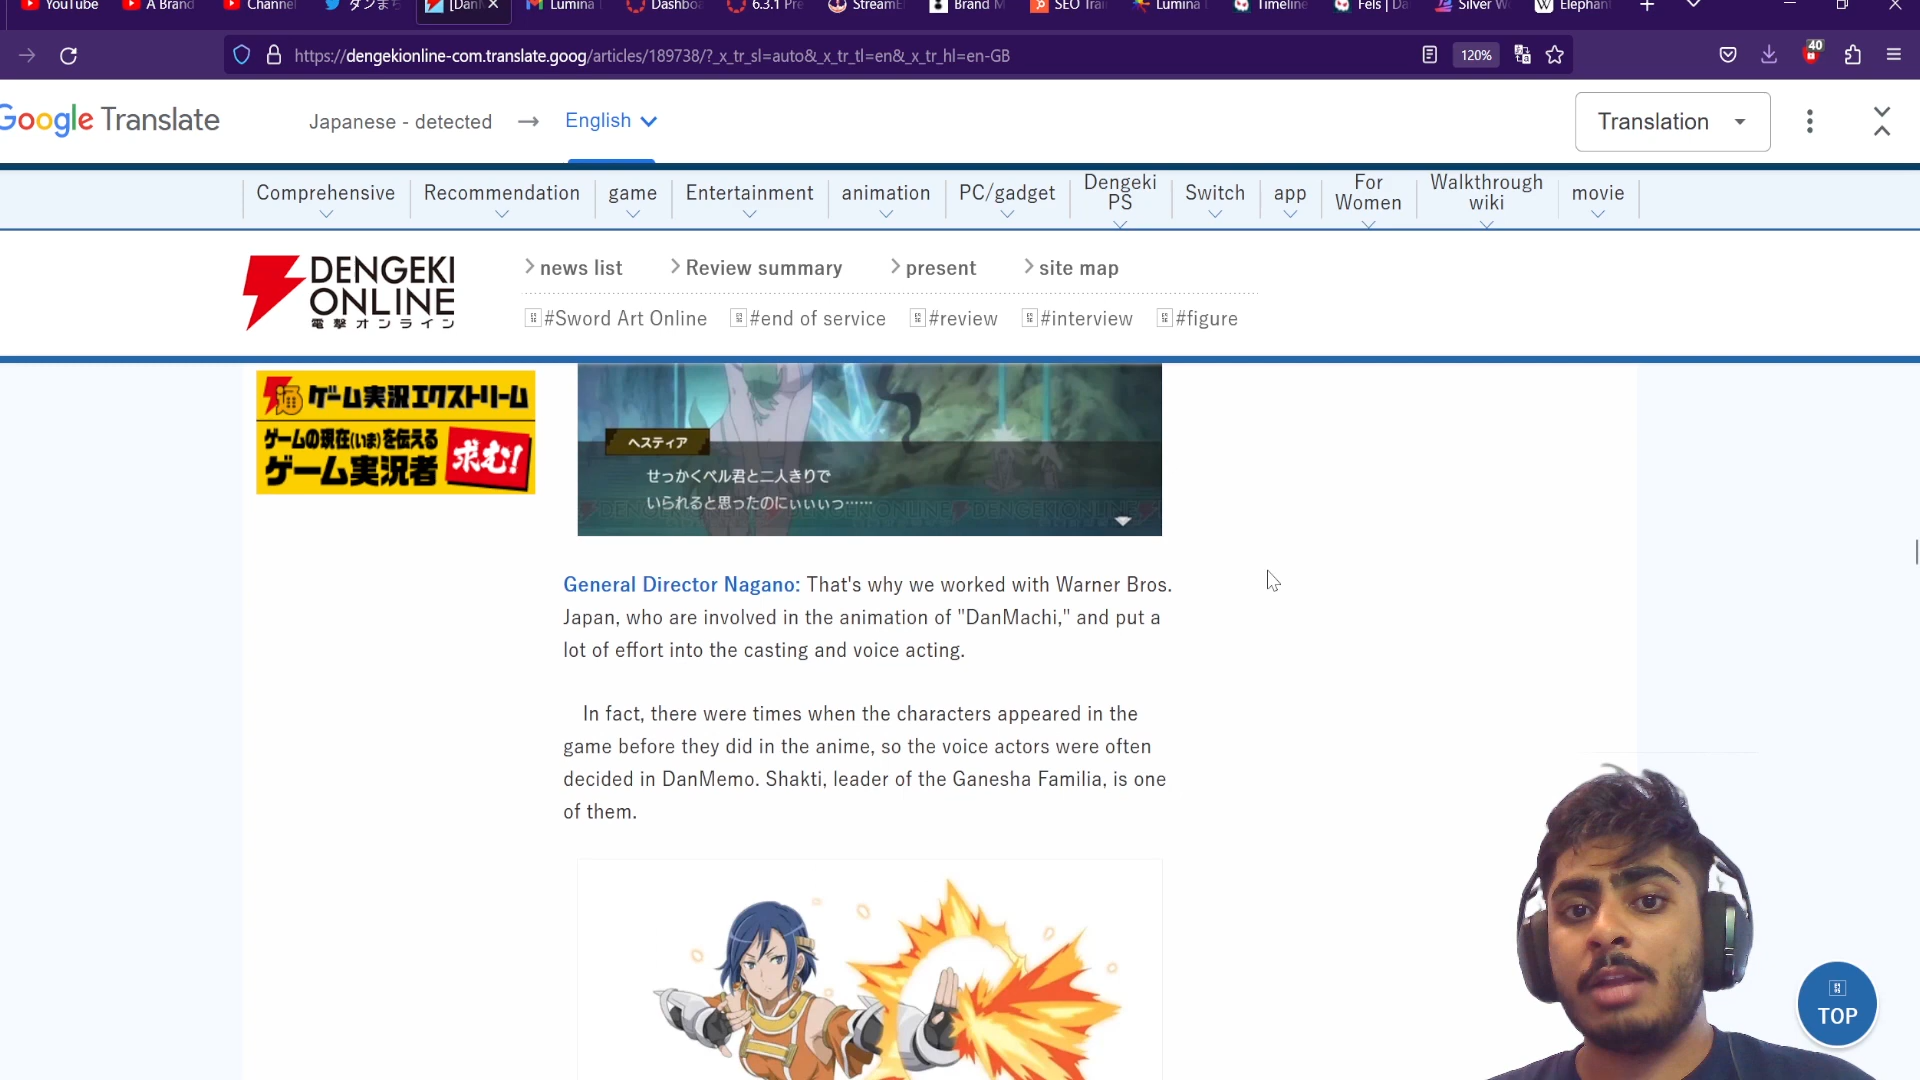 YouTube
A Brand
Channel
ダンまち
[Dan
Lumina
Dashbo
6.3.1 Pre
StreamE
Brand M
SEO Trai
Lumina
Timeline
Fels | Da
Silver W
Elephant
https://dengekionline-com.translate.goog/articles/189738/?_x_tr_sl=auto&_x_tr_tl=en&_x_tr_hl=en-GB
120%
40
Google Translate
Japanese - detected
English
Translation
Comprehensive
Recommendation
game
Entertainment
animation
PC/gadget
Dengeki
PS
Switch
app
For
Women
Walkthrough
wiki
movie
DENGEKI
ONLINE
電撃オンライン
news list
Review summary
present
site map
#Sword Art Online
#end of service
#review
#interview
#figure
ゲーム実況エクストリーム
ゲームの現在(いま)を伝える
ゲーム実況者
求む!
ヘスティア
せっかくベル君と二人きりで
いられると思ったのにぃぃぃっ……
DENGEKIONLINE DENGEKIONLINE
General Director Nagano: That's why we worked with Warner Bros.
Japan, who are involved in the animation of "DanMachi," and put a
lot of effort into the casting and voice acting.
In fact, there were times when the characters appeared in the
game before they did in the anime, so the voice actors were often
decided in DanMemo. Shakti, leader of the Ganesha Familia, is one
of them.
TOP